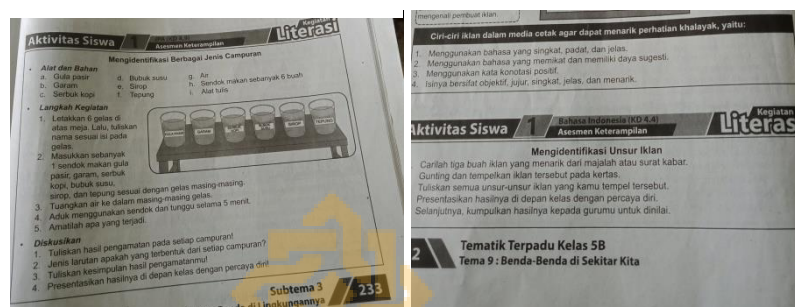 Aktivitas Siswa 1
Asesmen Keterampilan
Kegiatan
Literasi
Mengidentifikasi Berbagai Jenis Campuran
• Alat dan Bahan
a. Gula pasir
b. Garam
c. Serbuk kopi
d. Bubuk susu
e. Sirop
f. Tepung
g. Air
h. Sendok makan sebanyak 6 buah
i. Alat tulis
• Langkah Kegiatan
1. Letakkan 6 gelas di
atas meja. Lalu, tuliskan
nama sesuai isi pada
gelas.
2. Masukkan sebanyak
1 sendok makan gula
pasir, garam, serbuk
kopi, bubuk susu,
sirop, dan tepung sesuai dengan gelas masing-masing.
3. Tuangkan air ke dalam masing-masing gelas.
4. Aduk menggunakan sendok dan tunggu selama 5 menit.
5. Amatilah apa yang terjadi.
GARAM
SIROP
TEPUNG
• Diskusikan
1. Tuliskan hasil pengamatan pada setiap campuran!
2. Jenis larutan apakah yang terbentuk dari setiap campuran?
3. Tuliskan kesimpulan hasil pengamatanmu!
4. Presentasikan hasilnya di depan kelas dengan percaya diri!
Subtema 3
di Lingkungannya
233
mengenali pembuat iklan.
Ciri-ciri iklan dalam media cetak agar dapat menarik perhatian khalayak, yaitu:
1. Menggunakan bahasa yang singkat, padat, dan jelas.
2. Menggunakan bahasa yang memikat dan memiliki daya sugesti.
3. Menggunakan kata konotasi positif.
4. Isinya bersifat objektif, jujur, singkat, jelas, dan menarik.
Aktivitas Siswa 1
Bahasa Indonesia (KD 4.4)
Asesmen Keterampilan
Kegiatan
Literas
Mengidentifikasi Unsur Iklan
Carilah tiga buah iklan yang menarik dari majalah atau surat kabar.
Gunting dan tempelkan iklan tersebut pada kertas.
Tuliskan semua unsur-unsur iklan yang kamu tempel tersebut.
Presentasikan hasilnya di depan kelas dengan percaya diri.
Selanjutnya, kumpulkan hasilnya kepada gurumu untuk dinilai.
2
Tematik Terpadu Kelas 5B
Tema 9 : Benda-Benda di Sekitar Kita